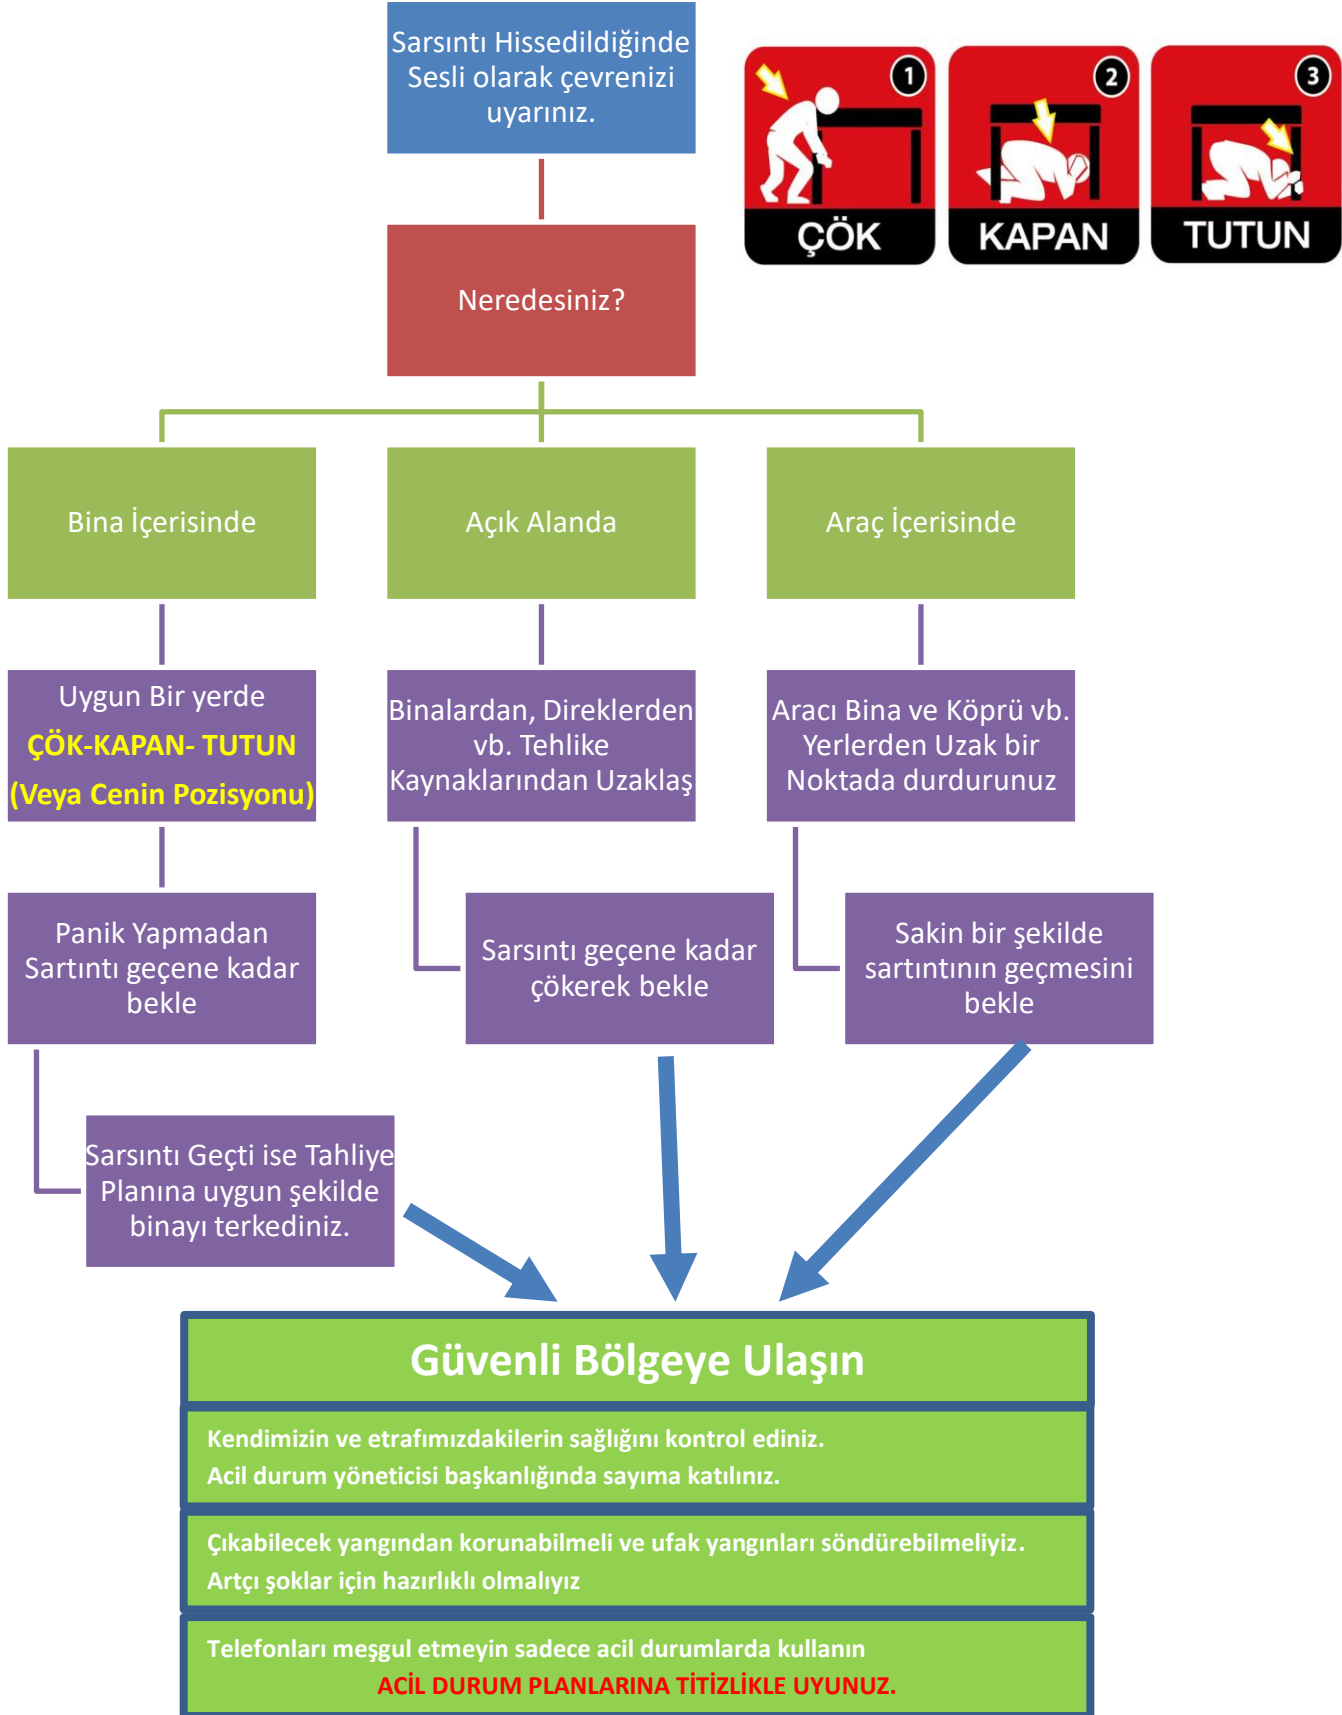 Sarsıntı Hissedildiğinde
Sesli olarak çevrenizi
uyarınız.
1
ÇÖK
2
KAPAN
3
TUTUN
Neredesiniz?
Bina İçerisinde
Açık Alanda
Araç İçerisinde
Uygun Bir yerde
ÇÖK-KAPAN- TUTUN
(Veya Cenin Pozisyonu)
Binalardan, Direklerden
vb. Tehlike
Kaynaklarından Uzaklaş
Aracı Bina ve Köprü vb.
Yerlerden Uzak bir
Noktada durdurunuz
Panik Yapmadan
Sartıntı geçene kadar
bekle
Sarsıntı geçene kadar
çökerek bekle
Sakin bir şekilde
sartıntının geçmesini
bekle
Sarsıntı Geçti ise Tahliye
Planına uygun şekilde
binayı terkediniz.
Güvenli Bölgeye Ulaşın
Kendimizin ve etrafımızdakilerin sağlığını kontrol ediniz.
Acil durum yöneticisi başkanlığında sayıma katılınız.
Çıkabilecek yangından korunabilmeli ve ufak yangınları söndürebilmeliyiz.
Artçı şoklar için hazırlıklı olmalıyız
Telefonları meşgul etmeyin sadece acil durumlarda kullanın
ACİL DURUM PLANLARINA TİTİZLİKLE UYUNUZ.